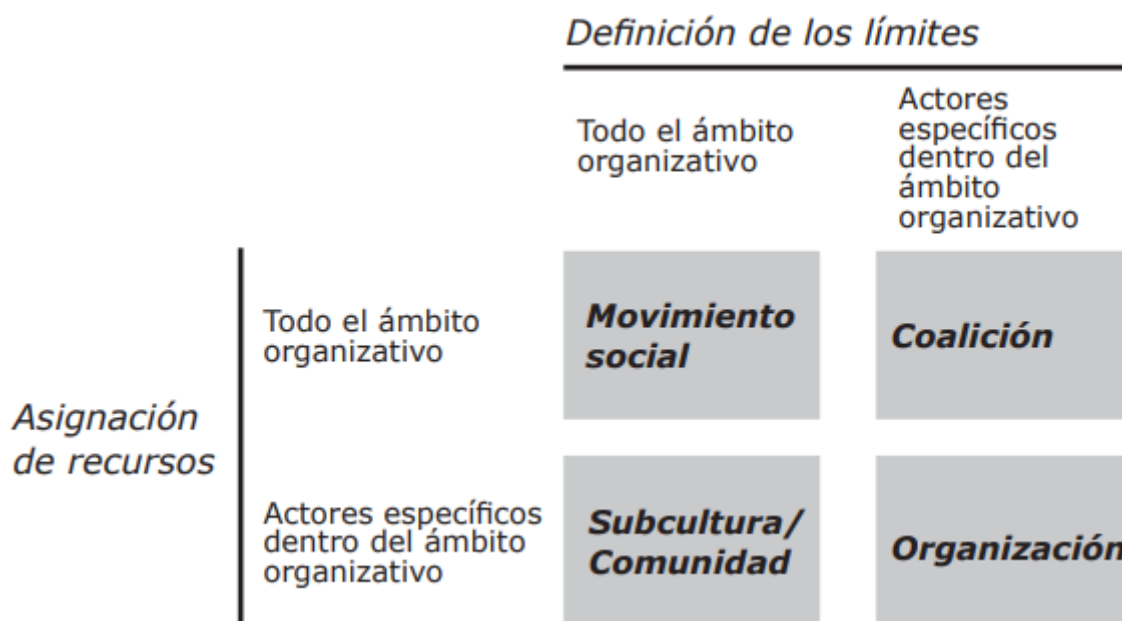 Definición de los límites
Todo el ámbito
organizativo
Actores
específicos
dentro del
ámbito
organizativo
Asignación
de recursos
Todo el ámbito
organizativo
Movimiento
social
Coalición
Actores específicos
dentro del ámbito
organizativo
Subcultura/
Comunidad
Organización